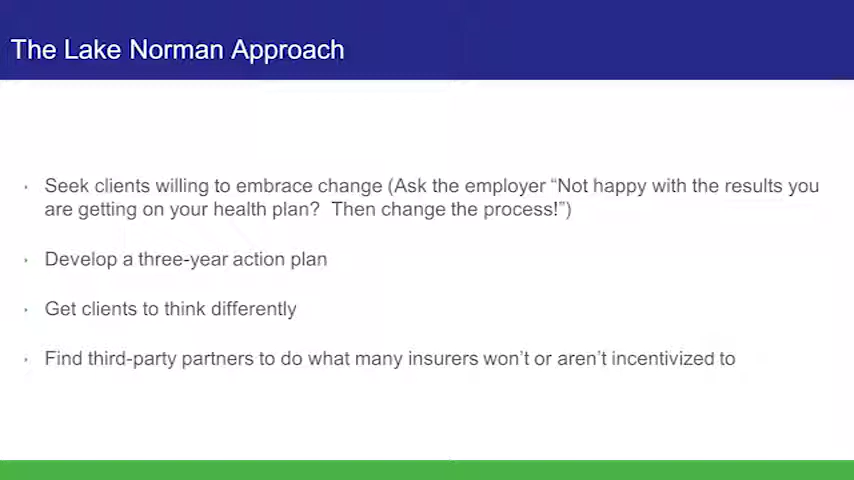 The Lake Norman Approach
Seek clients willing to embrace change (Ask the employer “Not happy with the results you
are getting on your health plan?  Then change the process!”)
Develop a three-year action plan
Get clients to think differently
Find third-party partners to do what many insurers won’t or aren’t incentivized to